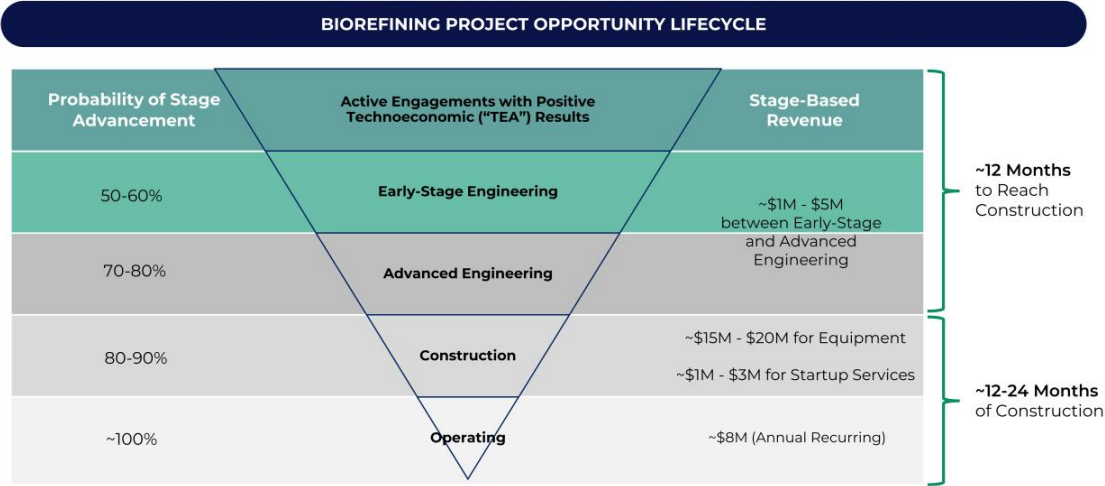 BIOREFINING PROJECT OPPORTUNITY LIFECYCLE
Probability of Stage
Advancement
Active Engagements with Positive
Technoeconomic (“TEA”) Results
Stage-Based
Revenue
50-60%
Early-Stage Engineering
~$1M - $5M
between Early-Stage
and Advanced
Engineering
70-80%
Advanced Engineering
~12 Months
to Reach
Construction
80-90%
Construction
~$15M - $20M for Equipment
~$1M - $3M for Startup Services
~100%
Operating
~$8M (Annual Recurring)
~12-24 Months
of Construction